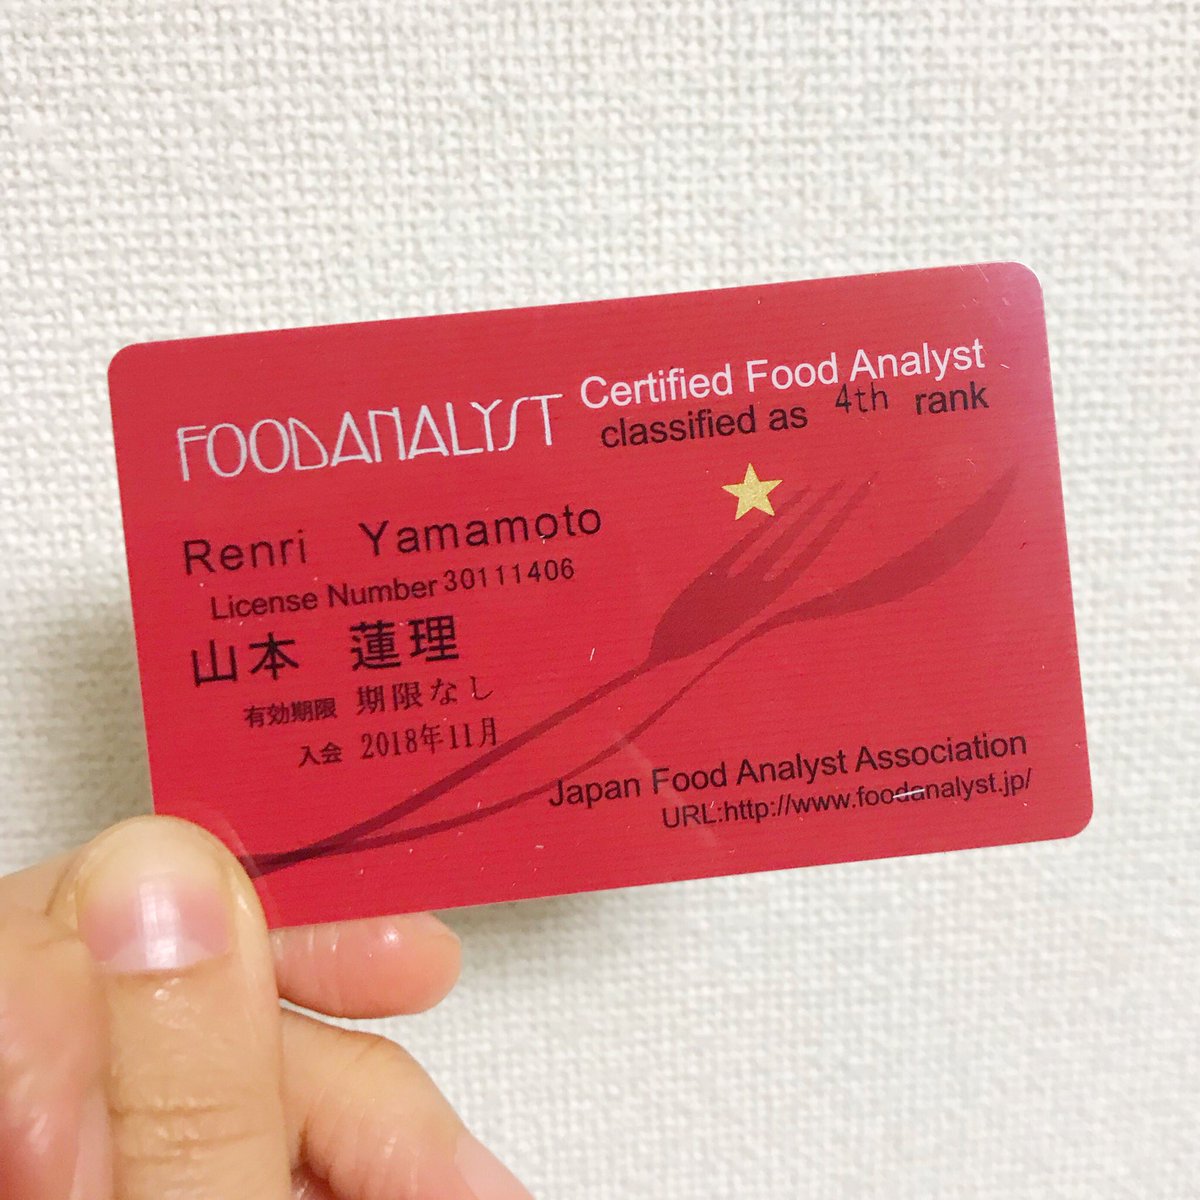 FOODANALYST
Certified Food Analyst
classified as 4th rank
Renri Yamamoto
License Number 30111406
山本 蓮理
有効期限 期限なし
入会 2018年11月
Japan Food Analyst Association
URL:http://www.foodanalyst.jp/